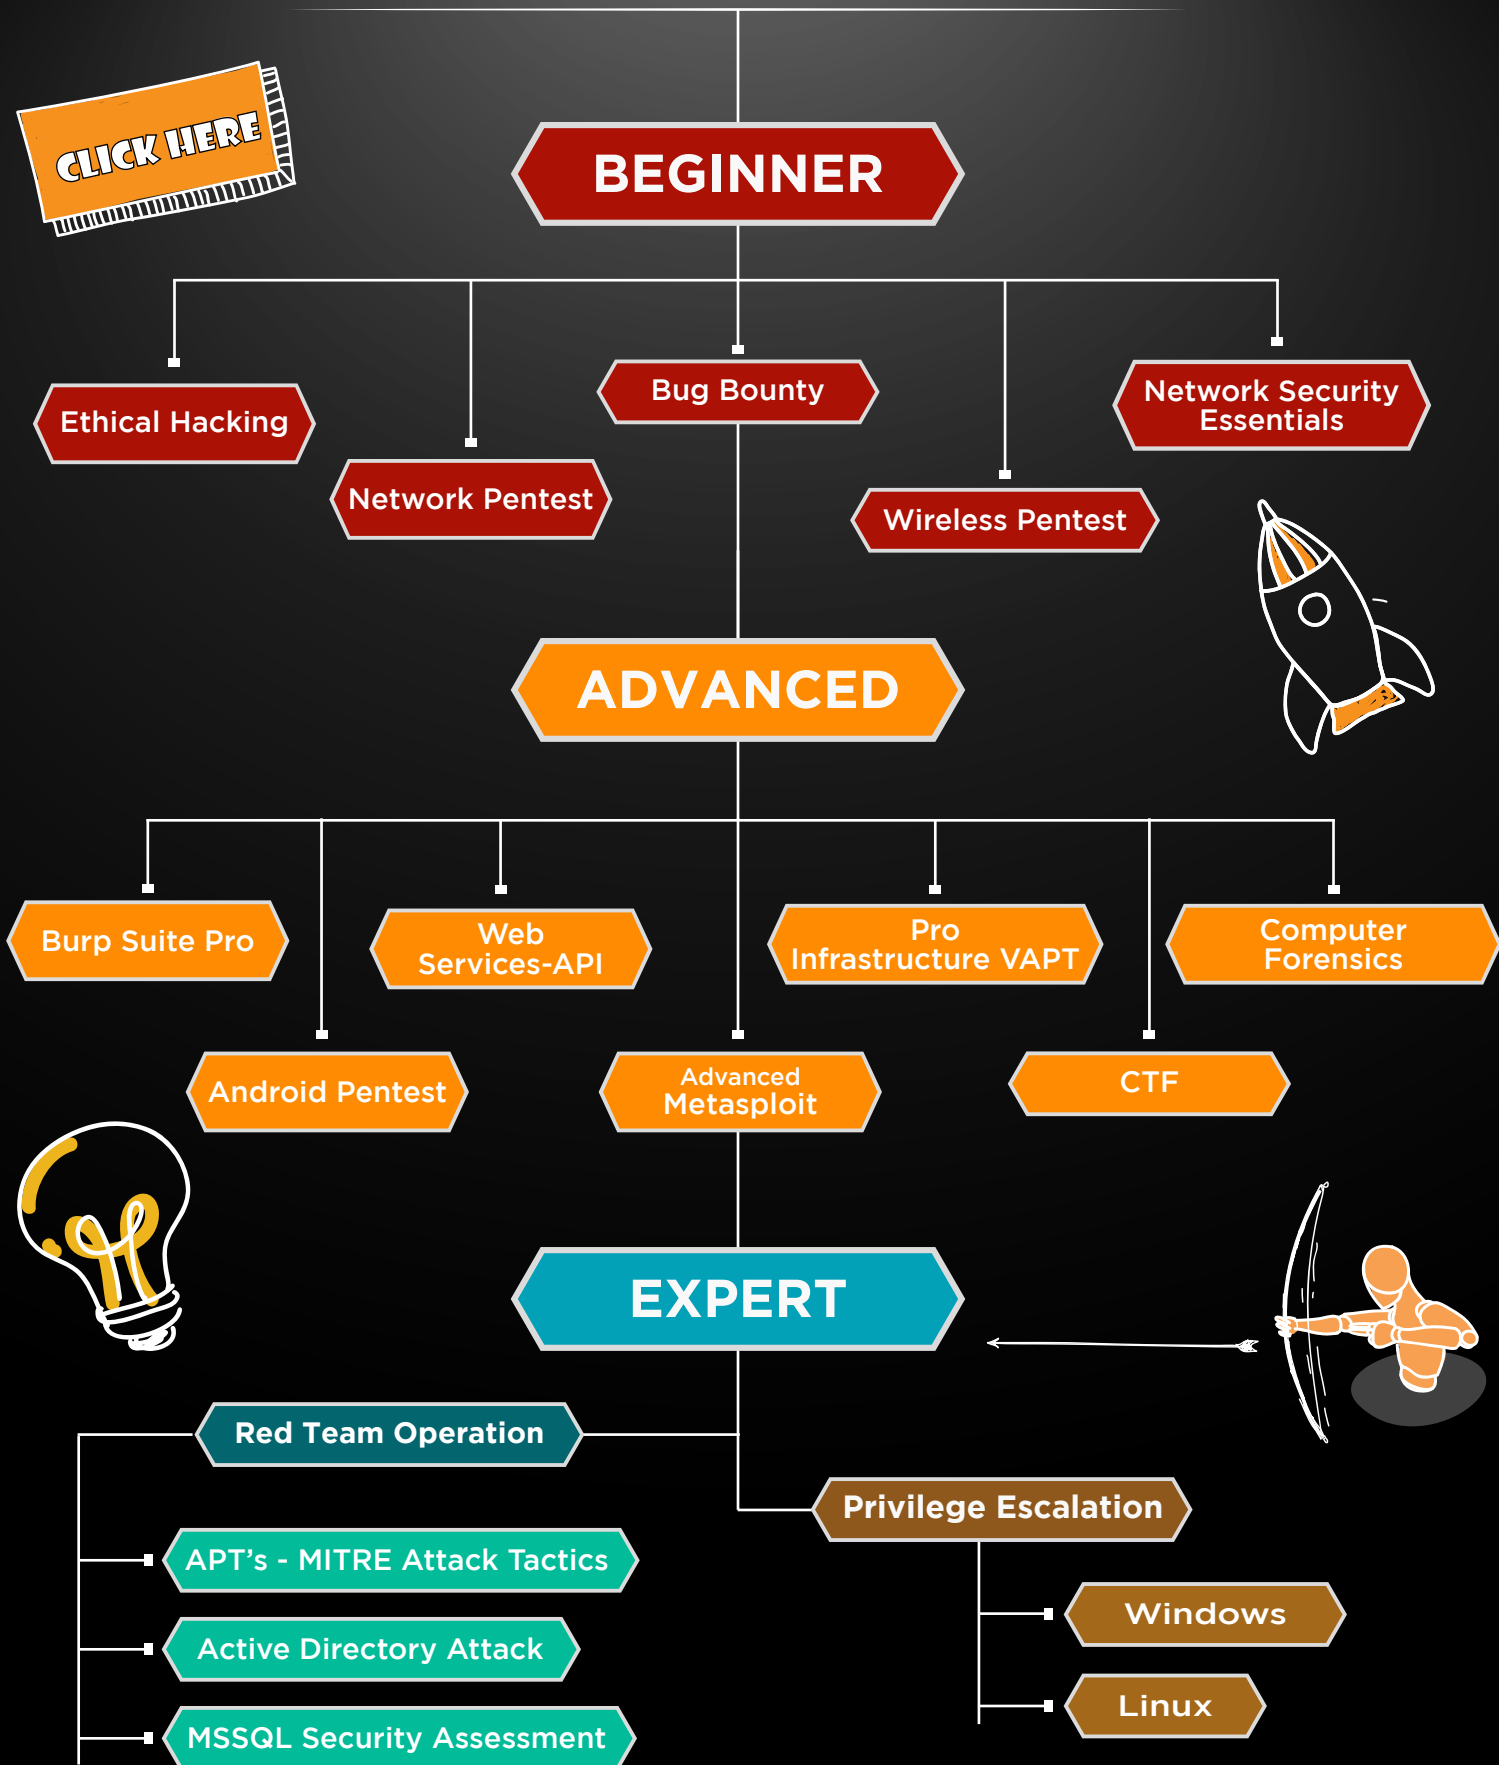 CLICK HERE
BEGINNER
Ethical Hacking
Network Pentest
Bug Bounty
Wireless Pentest
Network Security
Essentials
ADVANCED
Burp Suite Pro
Android Pentest
Web
Services-API
Advanced
Metasploit
Pro
Infrastructure VAPT
CTF
Computer
Forensics
EXPERT
Red Team Operation
APT’s - MITRE Attack Tactics
Active Directory Attack
MSSQL Security Assessment
Privilege Escalation
Windows
Linux